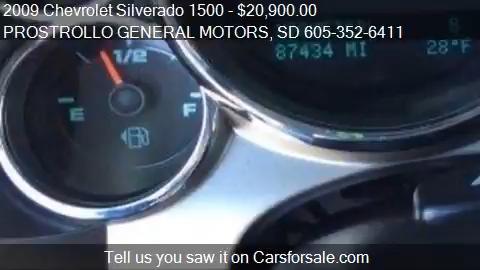 2009 Chevrolet Silverado 1500 - $20,900.00
PROSTROLLO GENERAL MOTORS, SD 605-352-6411
87434 MI 28°F
1/2
E F
Tell us you saw it on Carsforsale.com